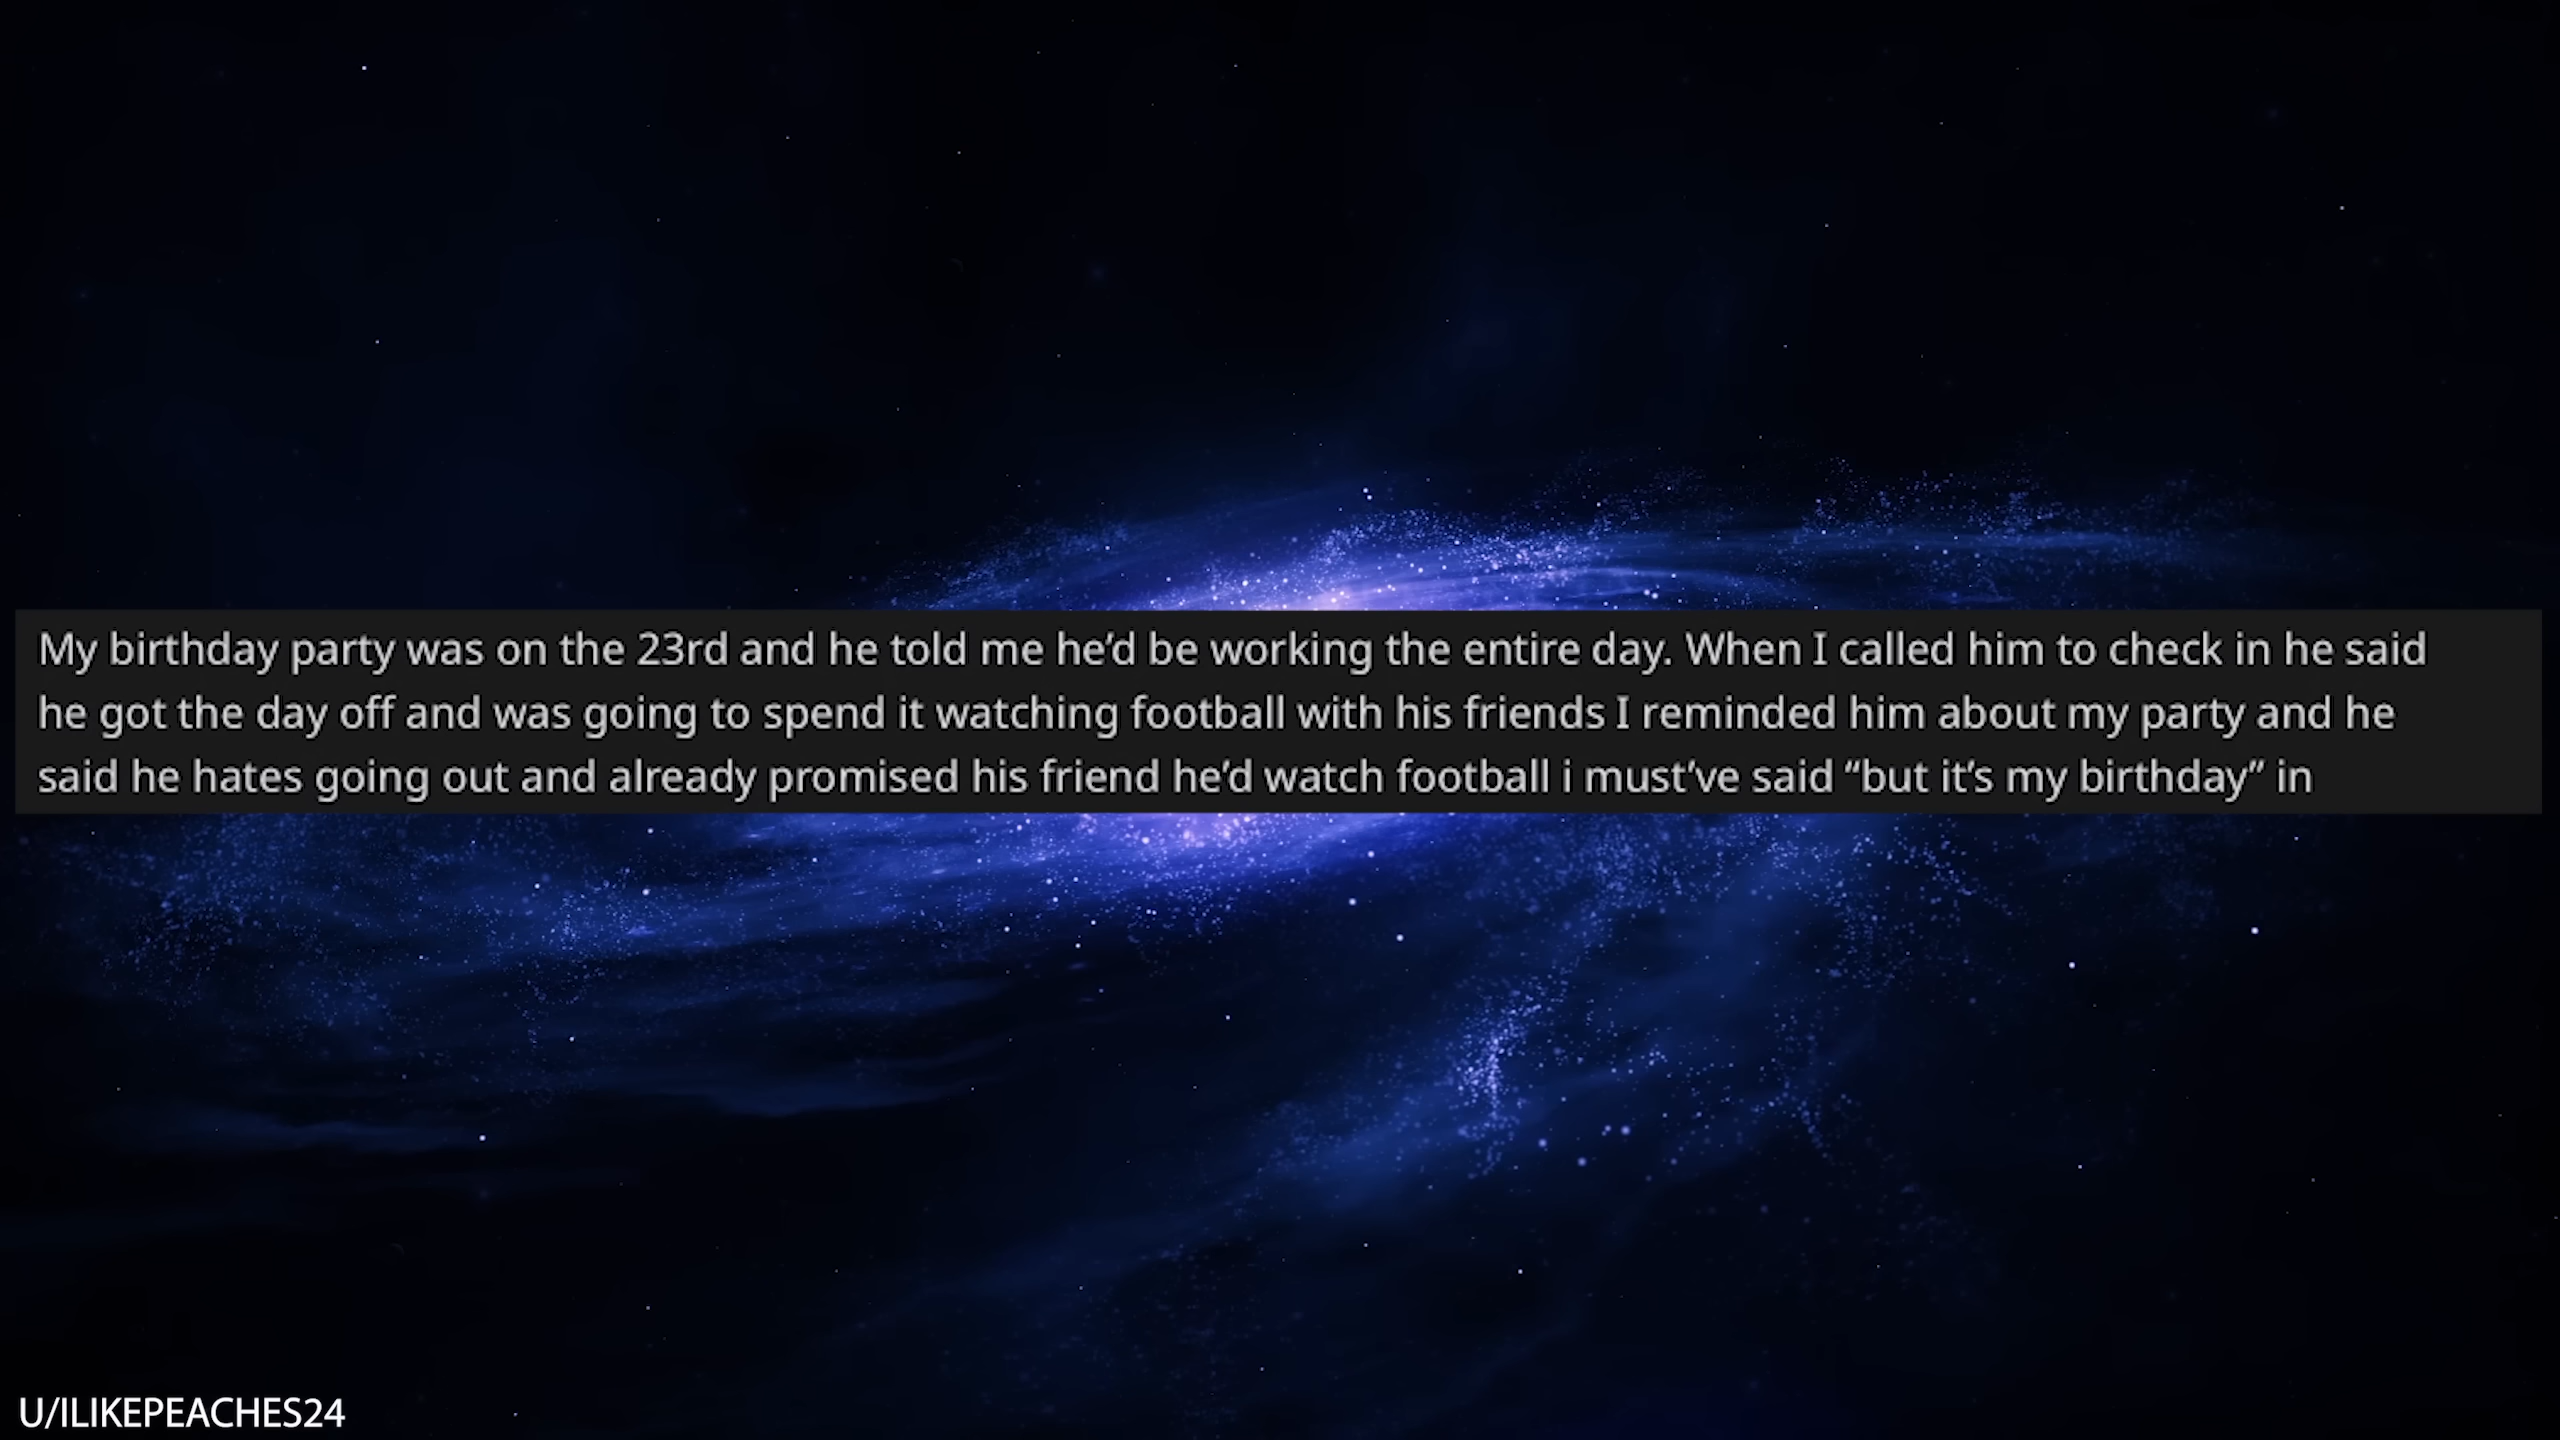 My birthday party was on the 23rd and he told me he’d be working the entire day. When I called him to check in he said
he got the day off and was going to spend it watching football with his friends I reminded him about my party and he
said he hates going out and already promised his friend he’d watch football i must’ve said “but it’s my birthday” in
U/ILIKEPEACHES24